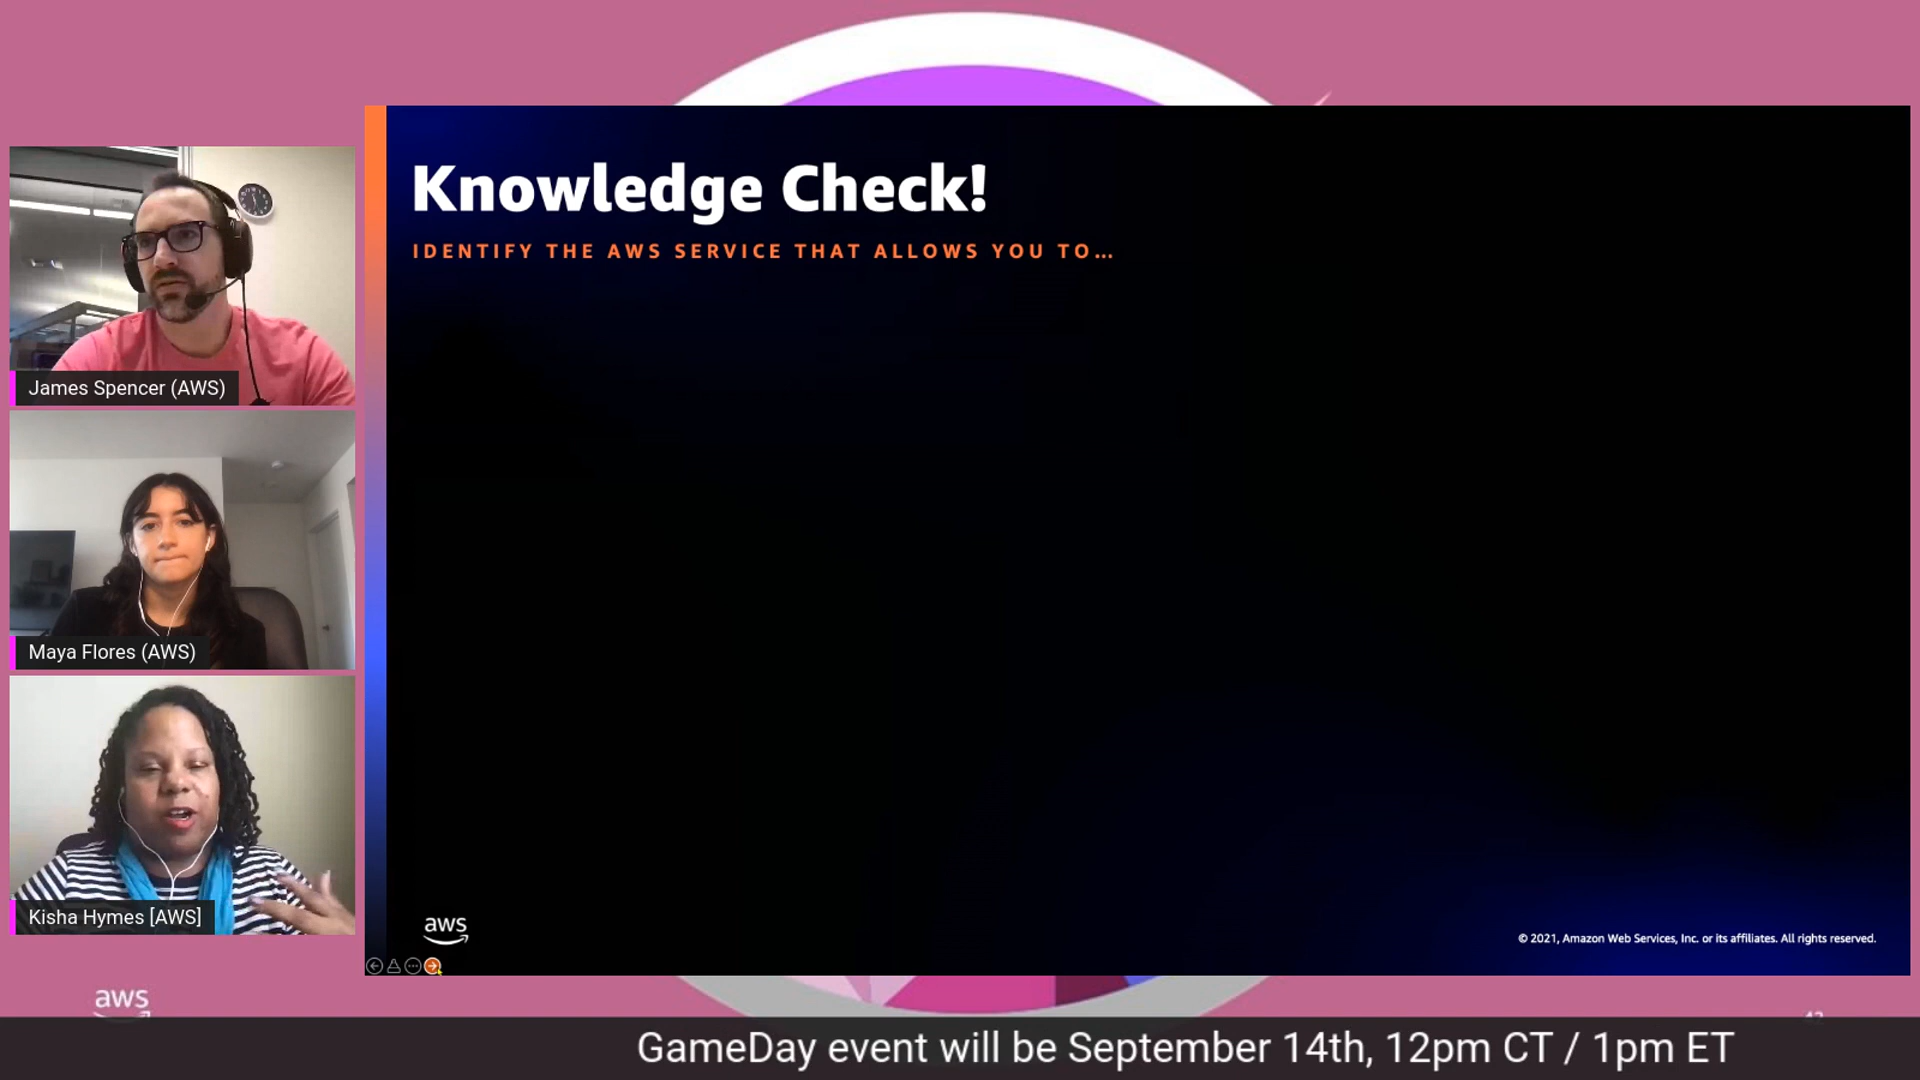 Knowledge Check!
IDENTIFY THE AWS SERVICE THAT ALLOWS YOU TO...
James Spencer (AWS)
Maya Flores (AWS)
Kisha Hymes [AWS]
aws
© 2021, Amazon Web Services, Inc. or its affiliates. All rights reserved.
aws
GameDay event will be September 14th, 12pm CT / 1pm ET